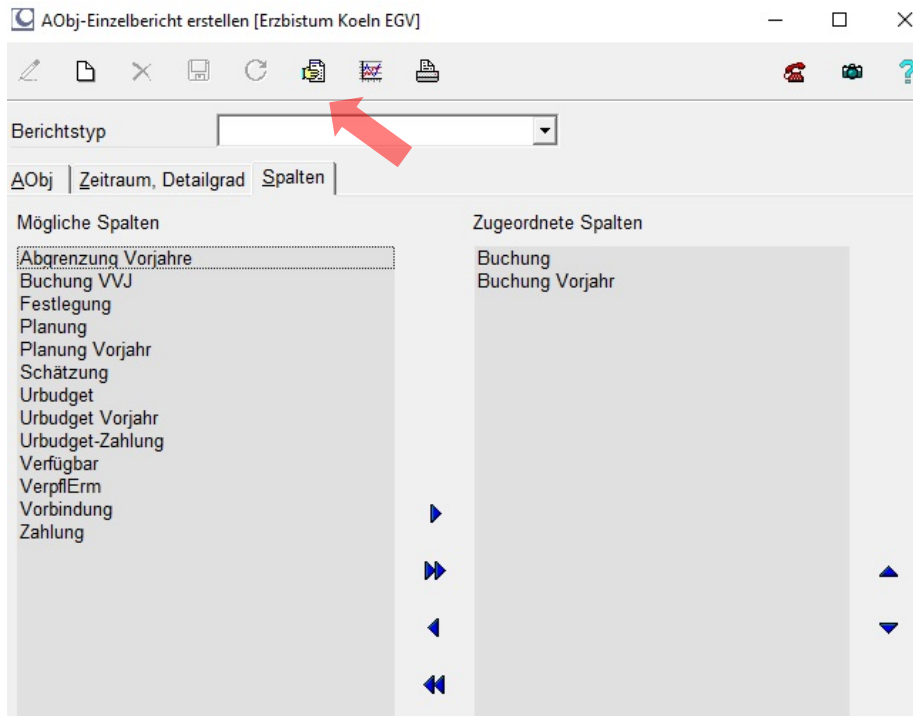 AObj-Einzelbericht erstellen [Erzbistum Koeln EGV]
Berichtstyp
AObj Zeitraum, Detailgrad Spalten
Mögliche Spalten
Zugeordnete Spalten
Abgrenzung Vorjahre
Buchung VVJ
Festlegung
Planung
Planung Vorjahr
Schätzung
Urbudget
Urbudget Vorjahr
Urbudget-Zahlung
Verfügbar
VerpflErm
Vorbindung
Zahlung
Buchung
Buchung Vorjahr